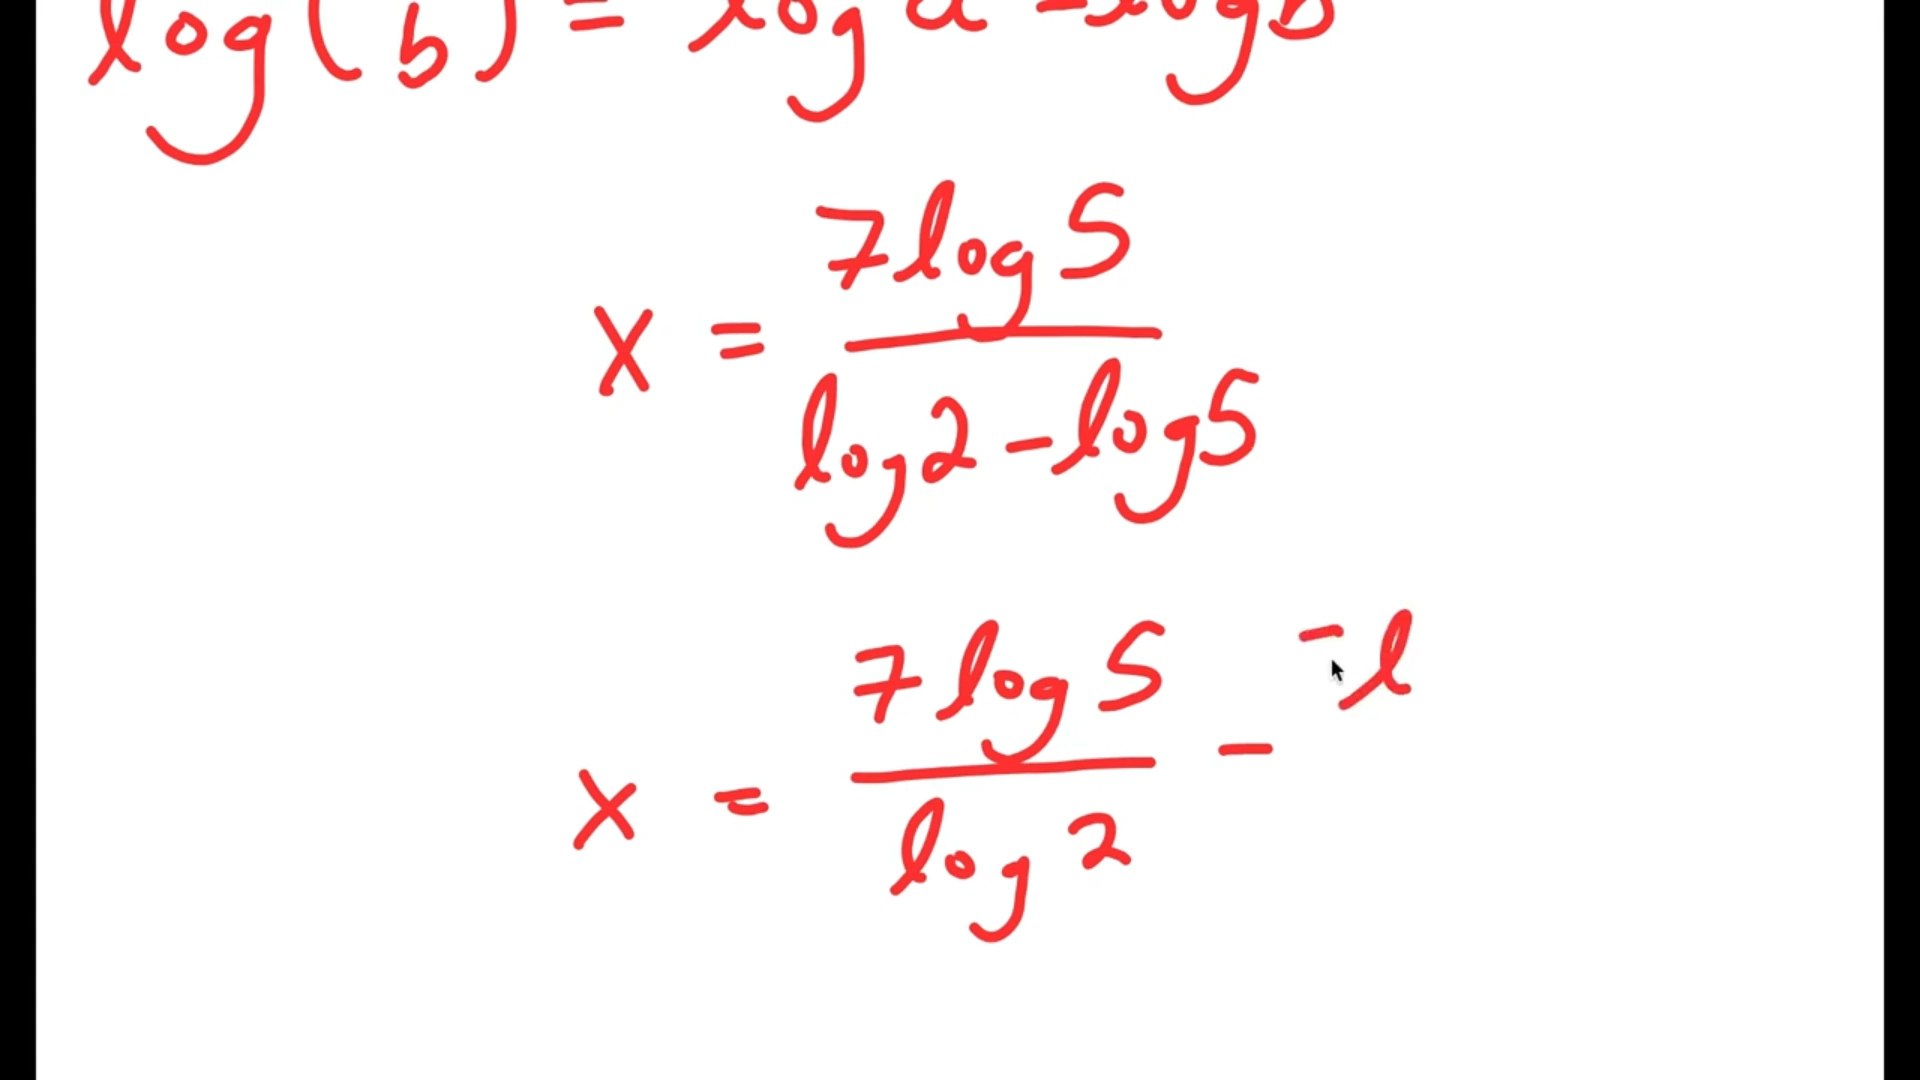 log(b) = log a - log b
x = 7log5 / log2 - log5
x = 7log5 / log2 - -l